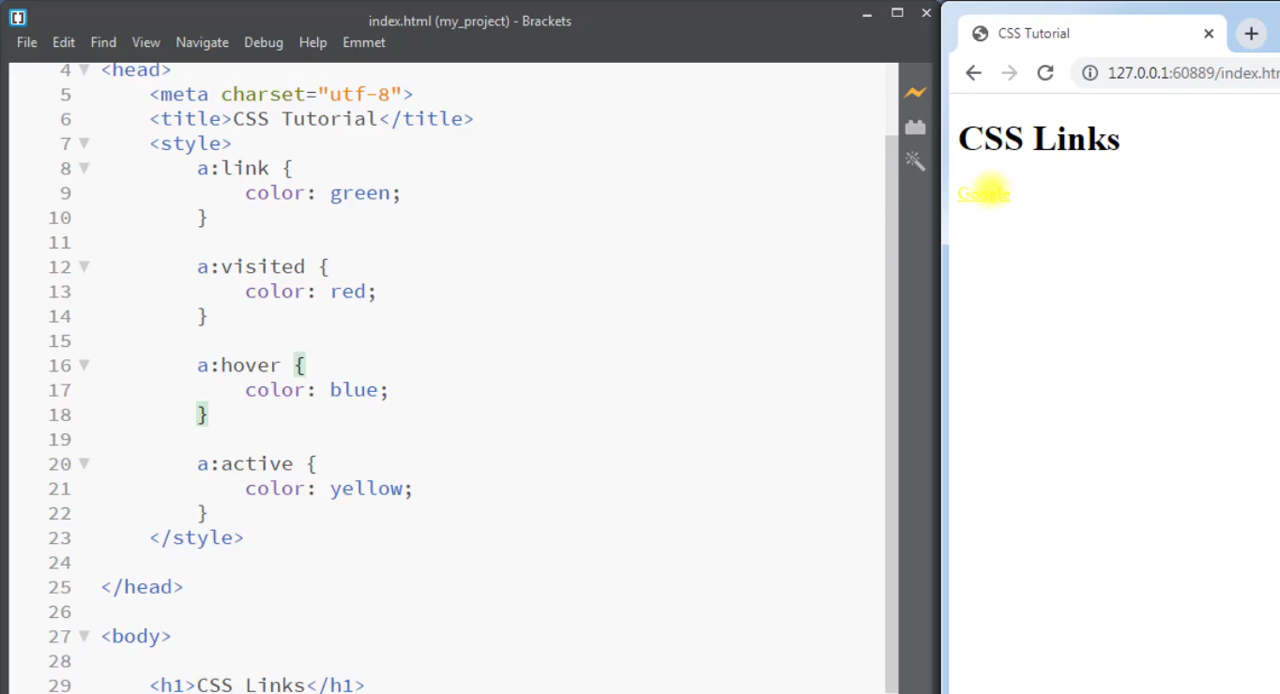 index.html (my_project) - Brackets
File Edit Find View Navigate Debug Help Emmet
4 <head>
5 <meta charset="utf-8">
6 <title>CSS Tutorial</title>
7 <style>
8 a:link {
9 color: green;
10 }
11
12 a:visited {
13 color: red;
14 }
15
16 a:hover {
17 color: blue;
18 }
19
20 a:active {
21 color: yellow;
22 }
23 </style>
24
25 </head>
26
27 <body>
28
29 <h1>CSS Links</h1>
CSS Tutorial
127.0.0.1:60889/index.htm
CSS Links
Google